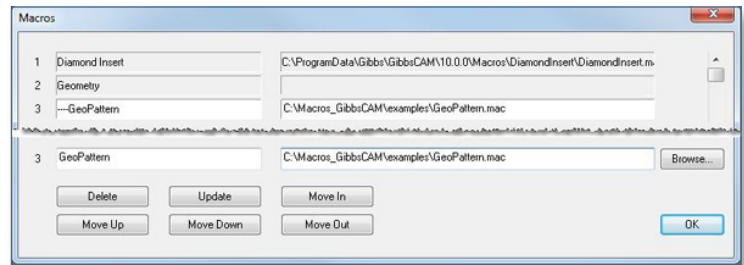 Macros
1 Diamond Insert C:\ProgramData\Gibbs\GibbsCAM\10.0.0\Macros\DiamondInsert\DiamondInsert.m
2 Geometry
3 ----GeoPattern C:\Macros_GibbsCAM\examples\GeoPattern.mac
3 GeoPattern C:\Macros_GibbsCAM\examples\GeoPattern.mac Browse...
Delete Update Move In
Move Up Move Down Move Out OK